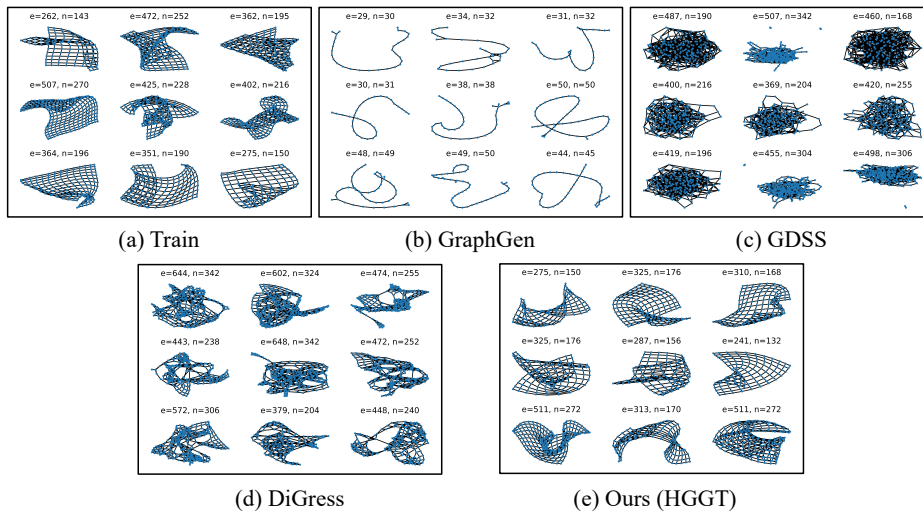 e=262, n=143 e=472, n=252 e=362, n=195
e=507, n=270 e=425, n=228 e=402, n=216
e=364, n=196 e=351, n=190 e=275, n=150
(a) Train
e=29, n=30 e=34, n=32 e=31, n=32
e=30, n=31 e=38, n=38 e=50, n=50
e=48, n=49 e=49, n=50 e=44, n=45
(b) GraphGen
e=487, n=190 e=507, n=342 e=460, n=168
e=400, n=216 e=369, n=204 e=420, n=255
e=419, n=196 e=455, n=304 e=498, n=306
(c) GDSS
e=644, n=342 e=602, n=324 e=474, n=255
e=443, n=238 e=648, n=342 e=472, n=252
e=572, n=306 e=379, n=204 e=448, n=240
(d) DiGress
e=275, n=150 e=325, n=176 e=310, n=168
e=325, n=176 e=287, n=156 e=241, n=132
e=511, n=272 e=313, n=170 e=511, n=272
(e) Ours (HGGT)